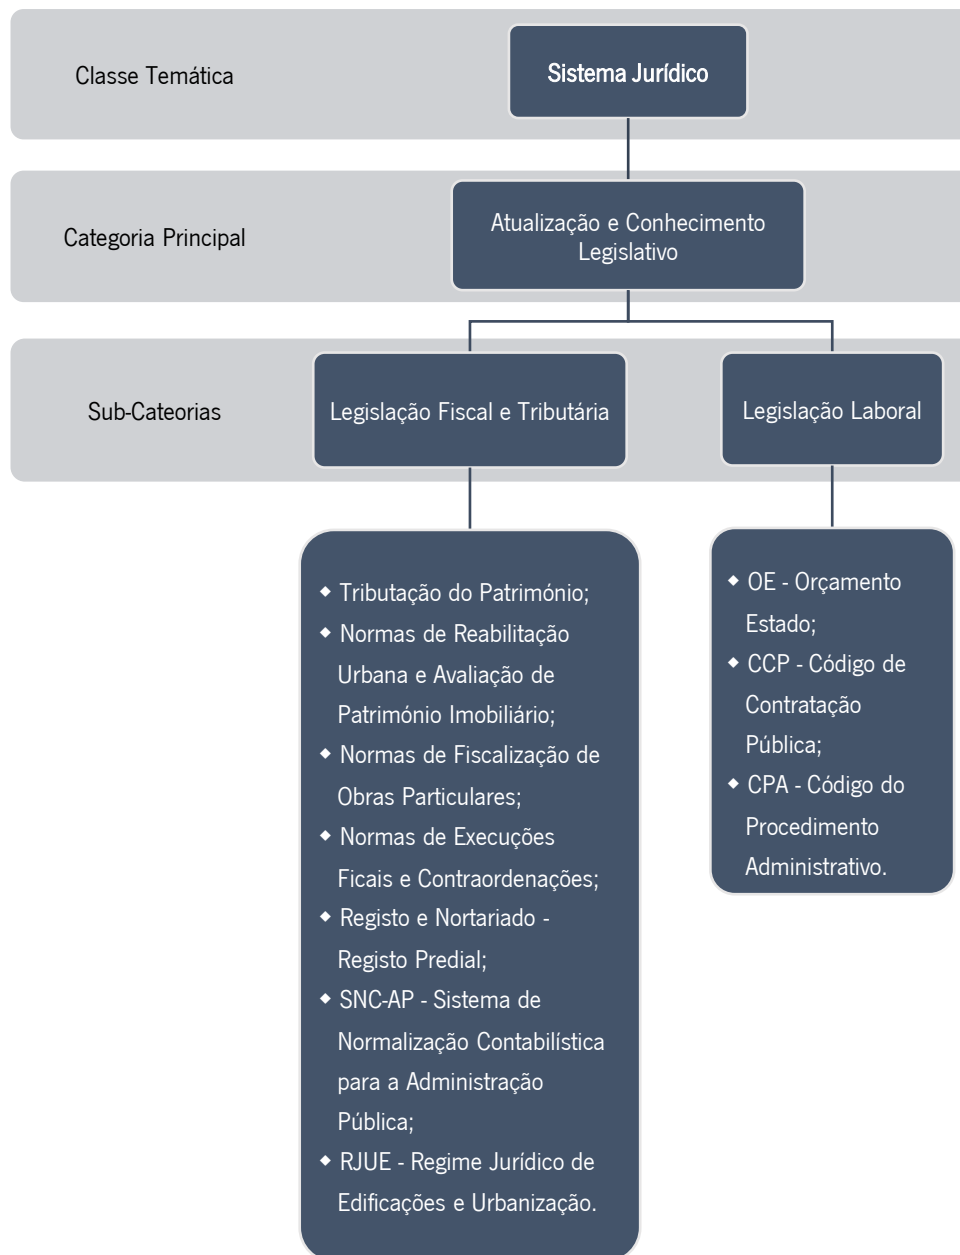 Classe Temática
Sistema Jurídico
Categoria Principal
Atualização e Conhecimento
Legislativo
Sub-Cateorias
Legislação Fiscal e Tributária
Legislação Laboral
◆ Tributação do Património;
◆ Normas de Reabilitação
Urbana e Avaliação de
Património Imobiliário;
◆ Normas de Fiscalização de
Obras Particulares;
◆ Normas de Execuções
Ficais e Contraordenações;
◆ Registo e Nortariado -
Registo Predial;
◆ SNC-AP - Sistema de
Normalização Contabilística
para a Administração
Pública;
◆ RJUE - Regime Jurídico de
Edificações e Urbanização.
◆ OE - Orçamento
Estado;
◆ CCP - Código de
Contratação
Pública;
◆ CPA - Código do
Procedimento
Administrativo.